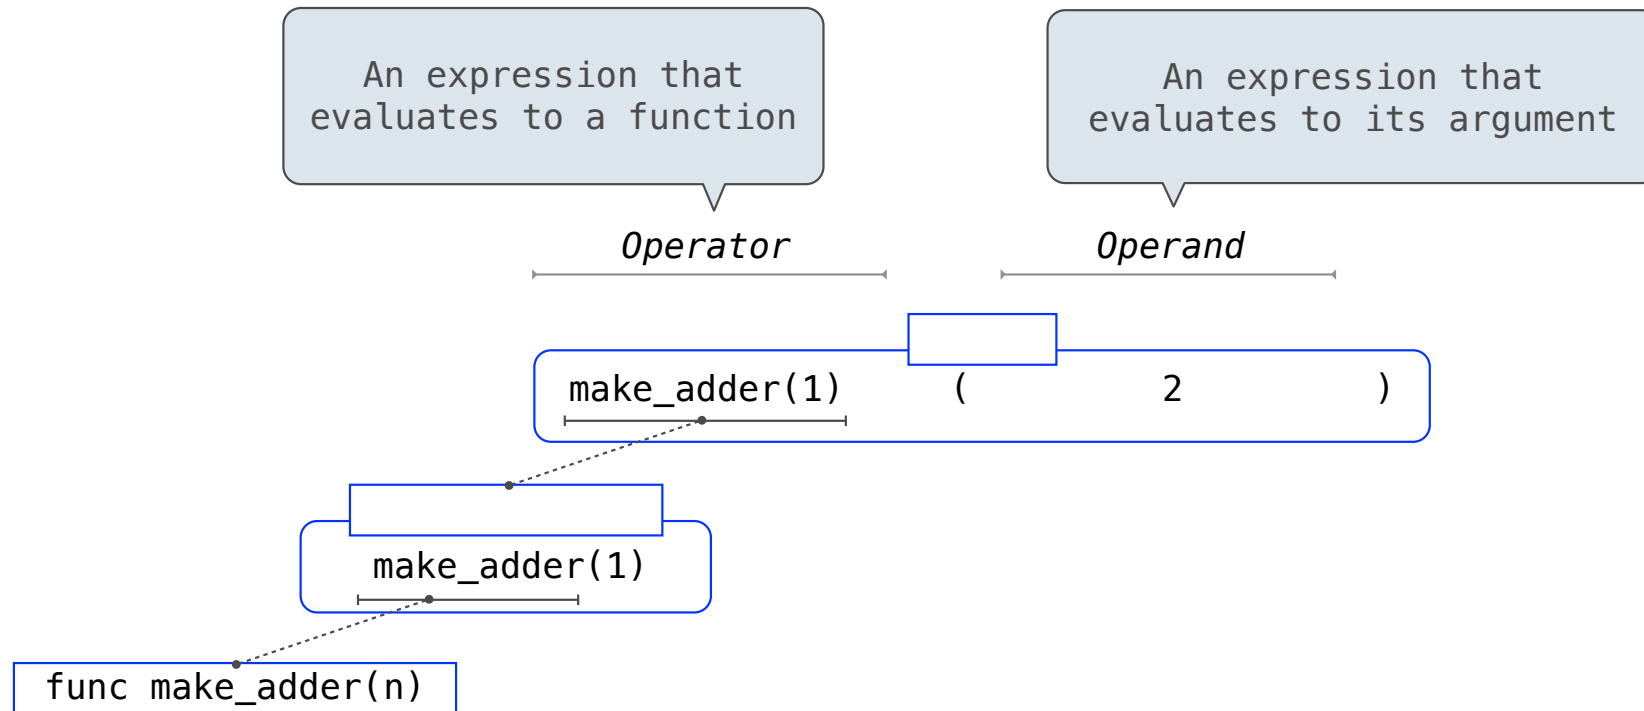 An expression that
evaluates to a function
An expression that
evaluates to its argument
Operator Operand
make_adder(1) ( 2 )
make_adder(1)
func make_adder(n)